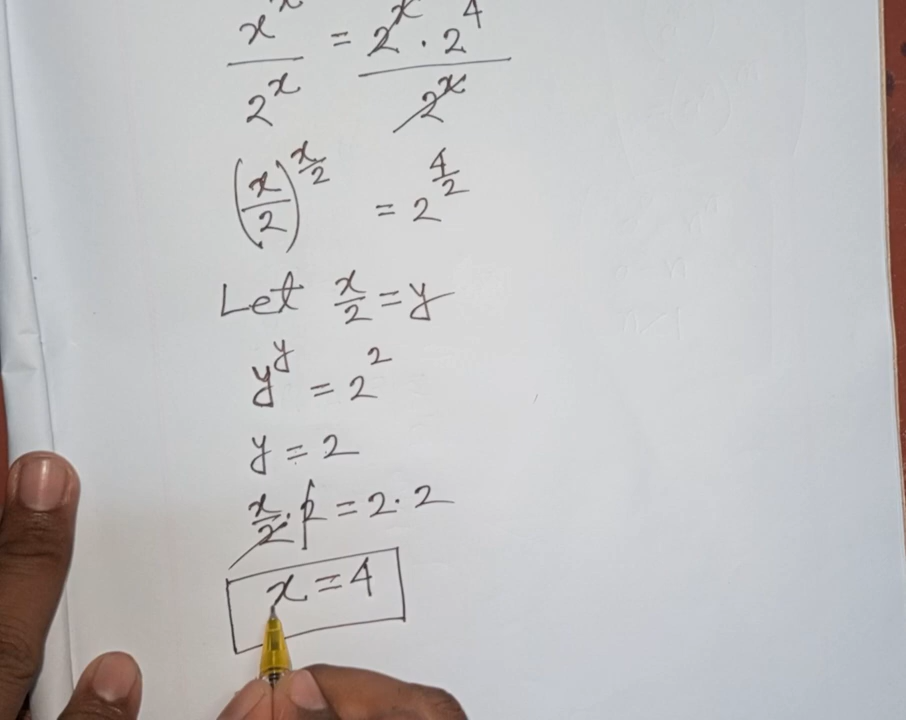 x^x / 2^x = 2^x · 2^4 / 2^x
(x/2)^(x/2) = 2^(4/2)
Let x/2 = y
y^y = 2^2
y = 2
x/2 · 2 = 2 · 2
x = 4